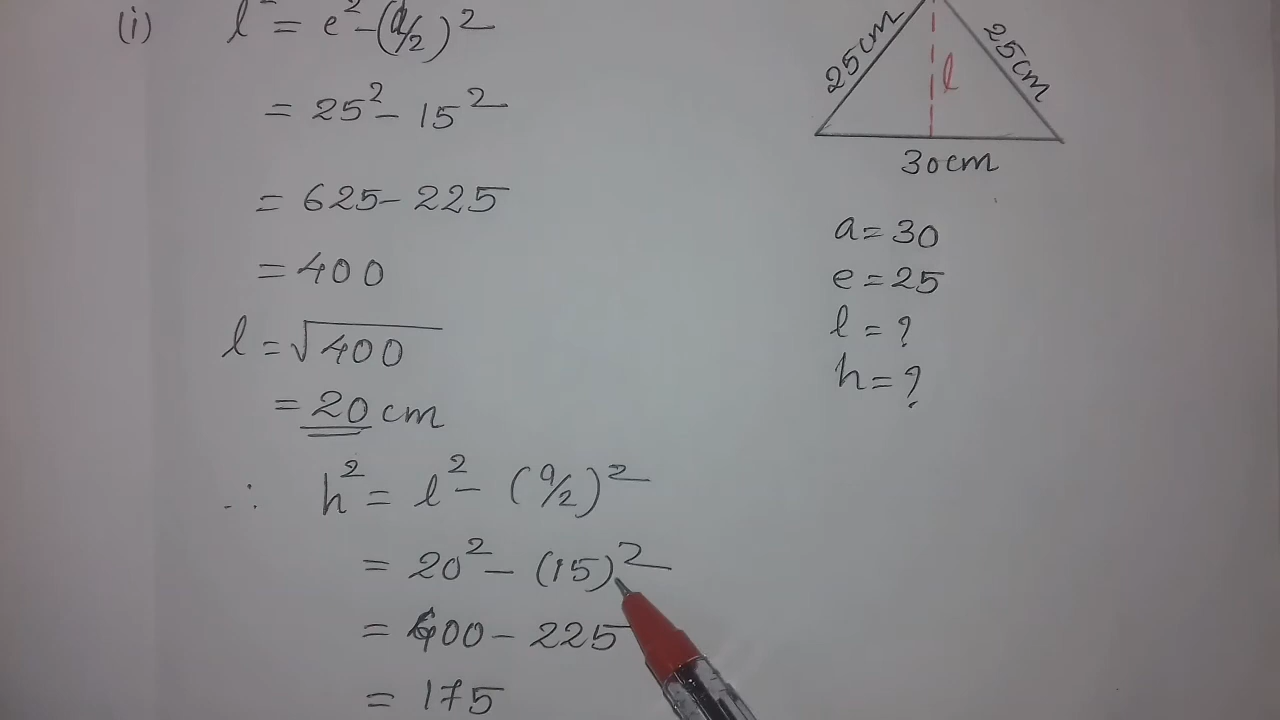 (i) l² = e² - (a/2)²
= 25² - 15²
= 625 - 225
= 400
l = √400
= 20 cm
∴ h² = l² - (a/2)²
= 20² - (15)²
= 400 - 225
= 175
25cm
25cm
l
30cm
a = 30
e = 25
l = ?
h = ?